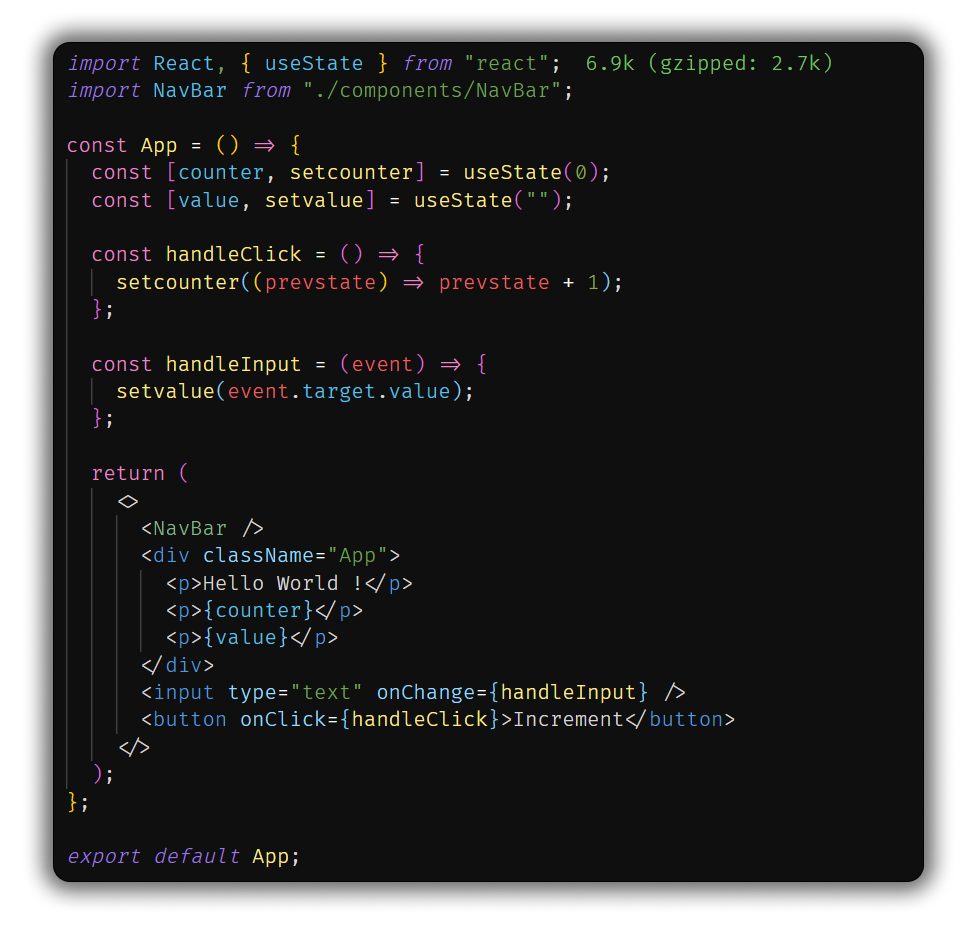 import React, { useState } from "react";  6.9k (gzipped: 2.7k)
import NavBar from "./components/NavBar";

const App = () => {
  const [counter, setcounter] = useState(0);
  const [value, setvalue] = useState("");

  const handleClick = () => {
    setcounter((prevstate) => prevstate + 1);
  };

  const handleInput = (event) => {
    setvalue(event.target.value);
  };

  return (
    <>
      <NavBar />
      <div className="App">
        <p>Hello World !</p>
        <p>{counter}</p>
        <p>{value}</p>
      </div>
      <input type="text" onChange={handleInput} />
      <button onClick={handleClick}>Increment</button>
    </>
  );
};

export default App;